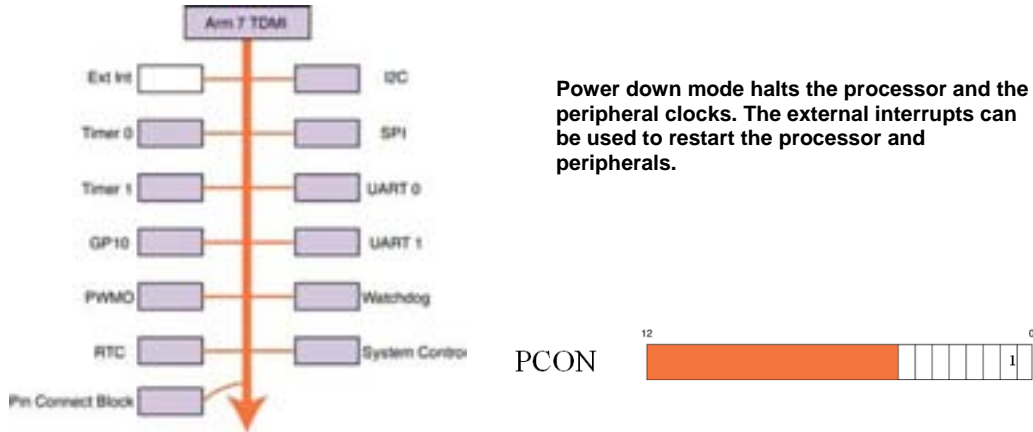 Arm 7 TDMI
Ext Int
I2C
Timer 0
SPI
Timer 1
UART 0
GP10
UART 1
PWMO
Watchdog
RTC
System Contro
Pin Connect Block
Power down mode halts the processor and the
peripheral clocks. The external interrupts can
be used to restart the processor and
peripherals.
12
0
PCON
1